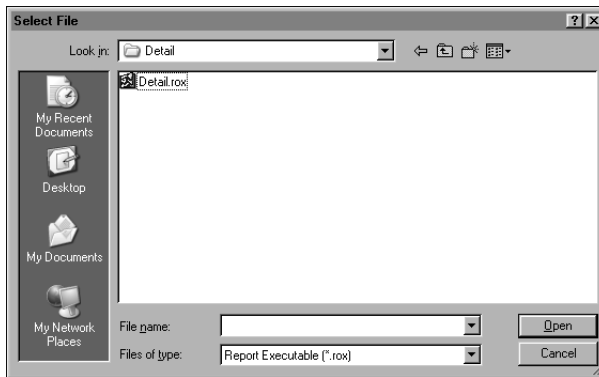 Select File
Look in:
Detail
Detail.rox
My Recent
Documents
Desktop
My Documents
My Network
Places
File name:
Open
Files of type:
Report Executable (*.rox)
Cancel